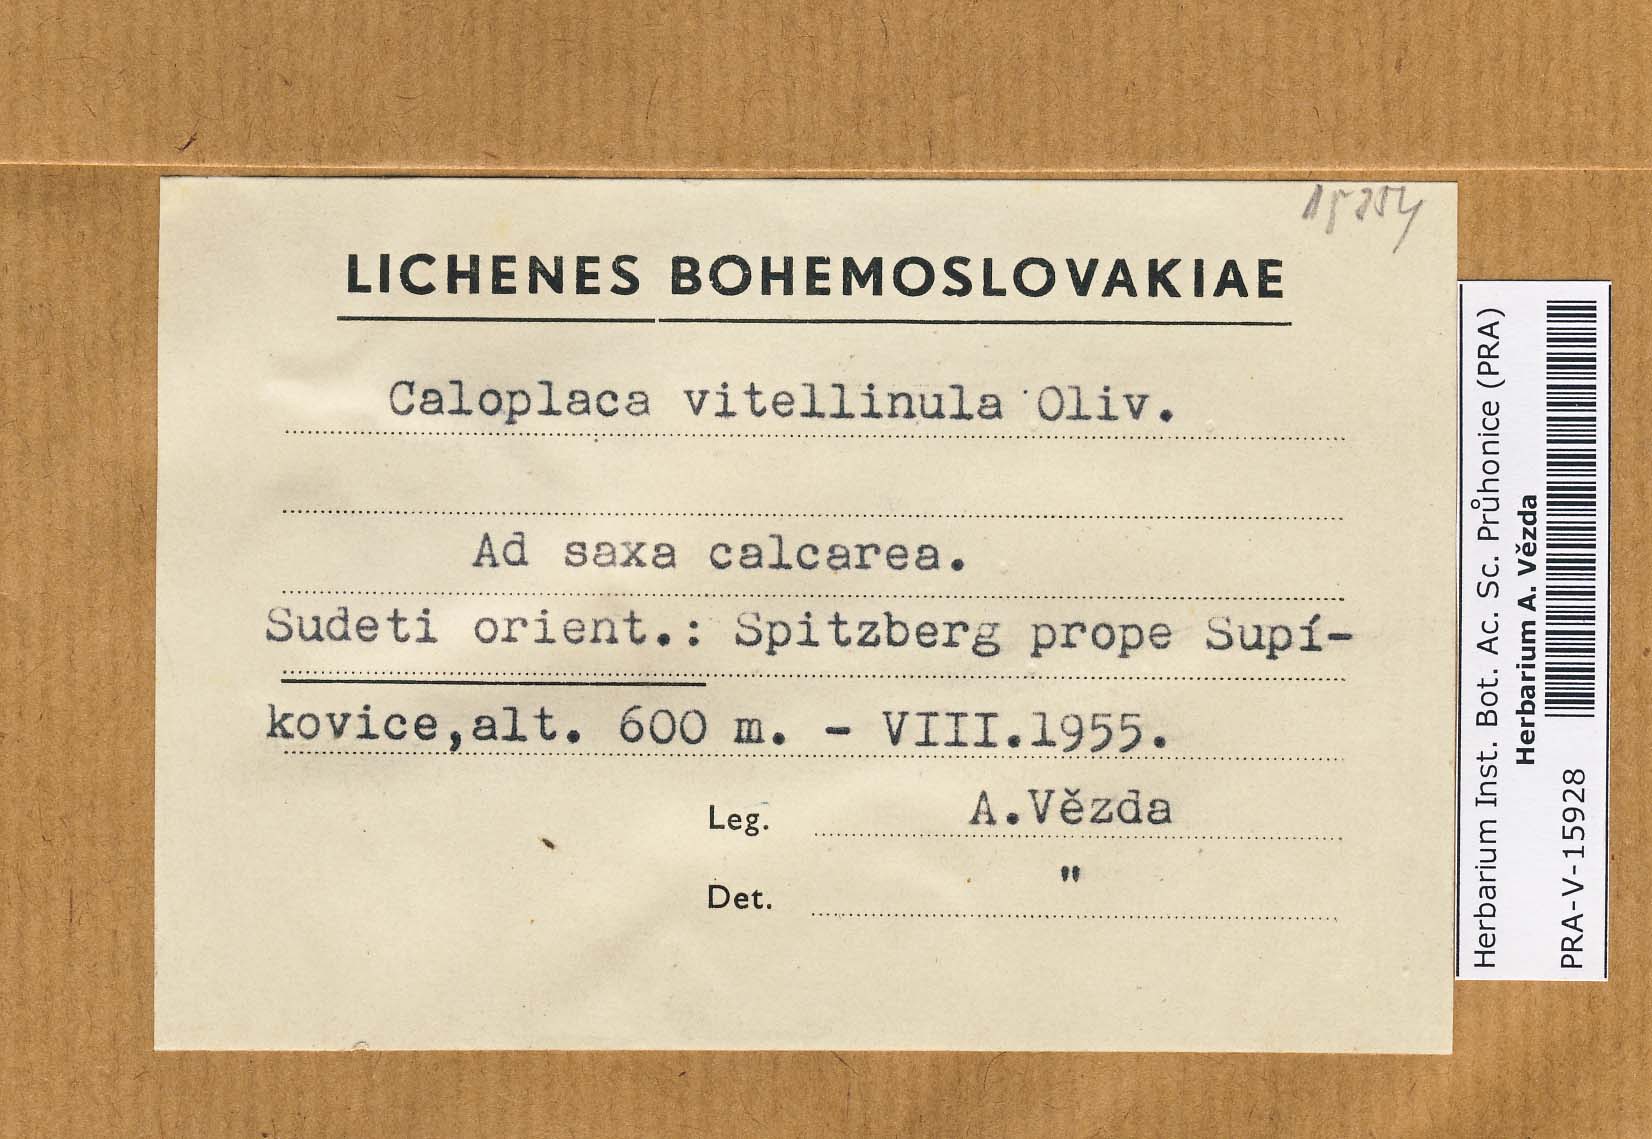 LICHENES BOHEMOSLOVAKIAE
Caloplaca vitellinula Oliv.
Ad saxa calcarea.
Sudeti orient.: Spitzberg prope Supí-
kovice,alt. 600 m. - VIII.1955.
Leg. A.Vězda
Det. "
Herbarium Inst. Bot. Ac. Sc. Průhonice (PRA)
Herbarium A. Vězda
PRA-V-15928